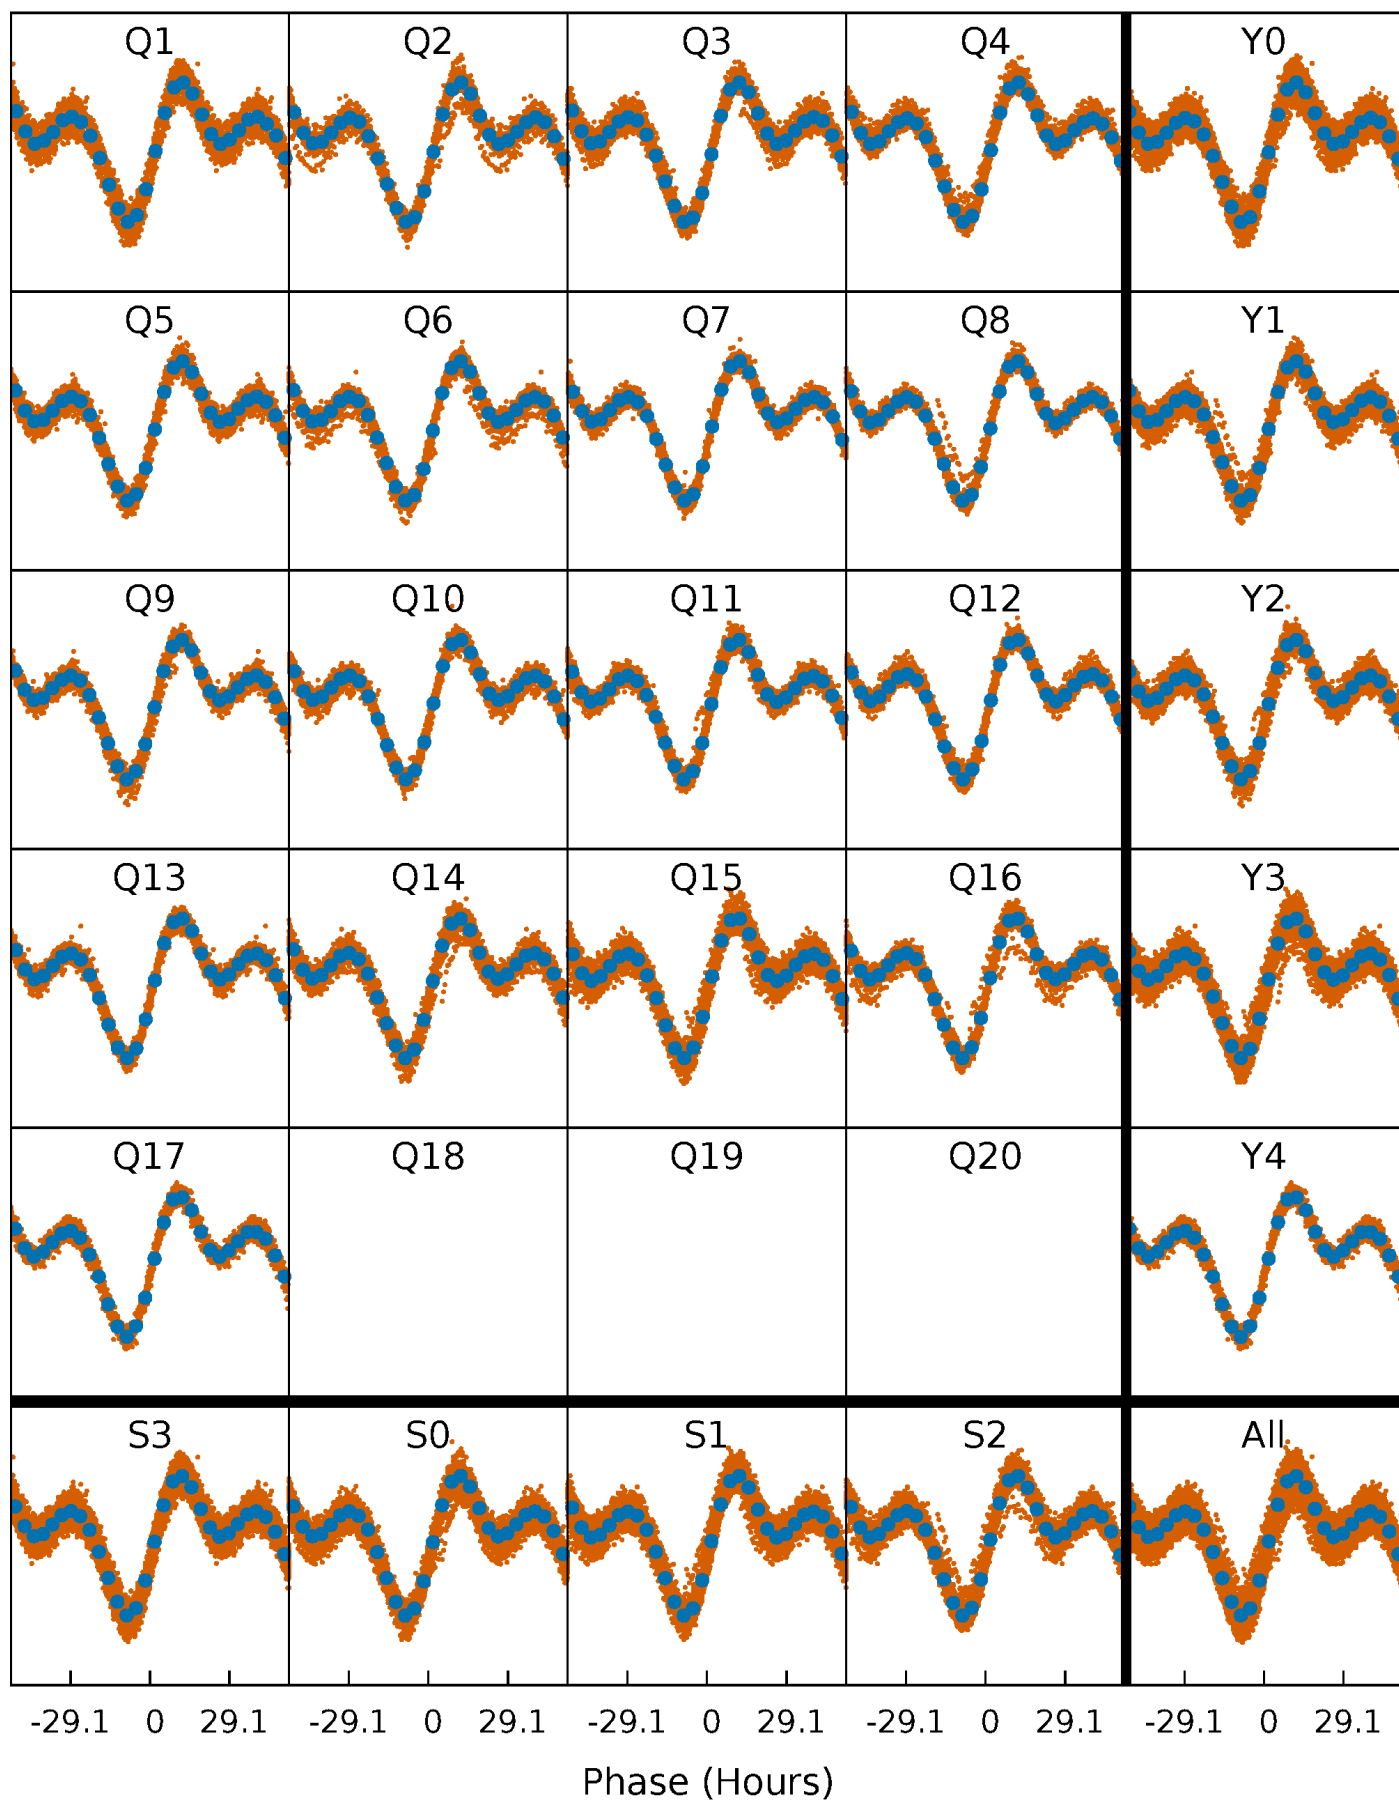 Q1 Q2 Q3 Q4 Y0
Q5 Q6 Q7 Q8 Y1
Q9 Q10 Q11 Q12 Y2
Q13 Q14 Q15 Q16 Y3
Q17 Q18 Q19 Q20 Y4
S3 S0 S1 S2 All
-29.1 0 29.1 -29.1 0 29.1 -29.1 0 29.1 -29.1 0 29.1 -29.1 0 29.1
Phase (Hours)